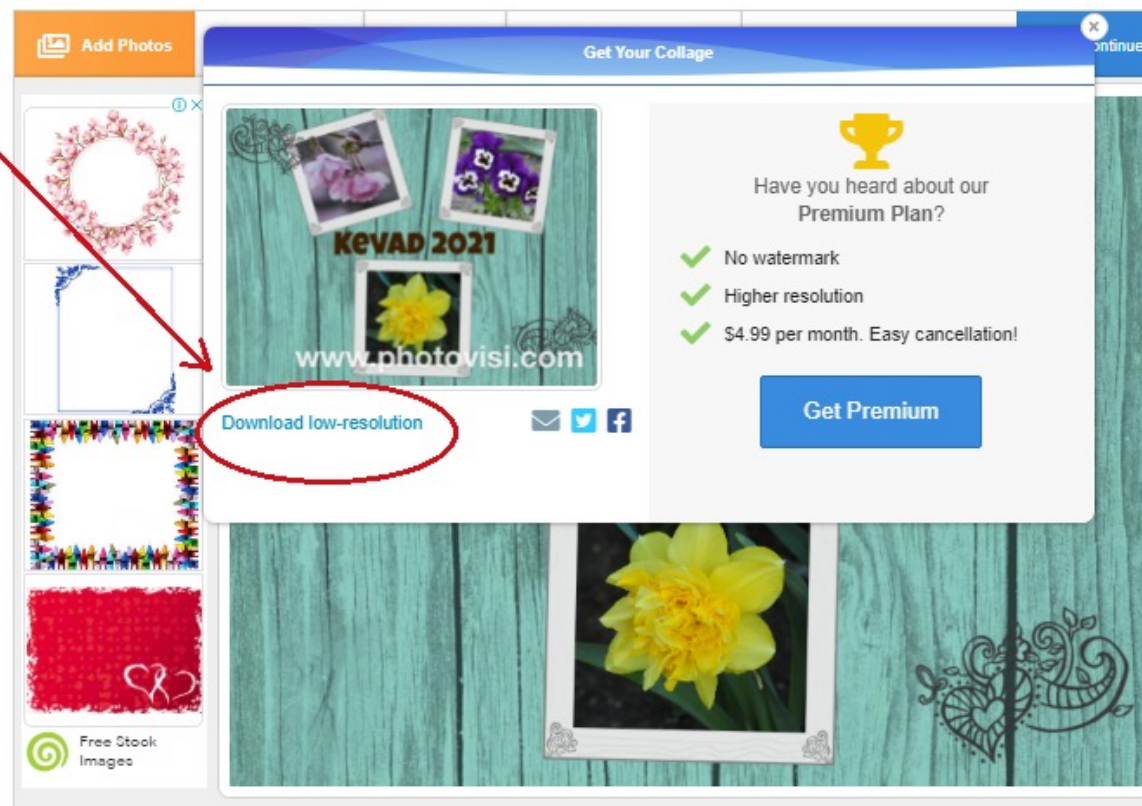 Add Photos
Get Your Collage
ontinue
KEVAD 2021
www.photovisi.com
Download low-resolution
Have you heard about our
Premium Plan?
No watermark
Higher resolution
$4.99 per month. Easy cancellation!
Get Premium
Free Stock
Images